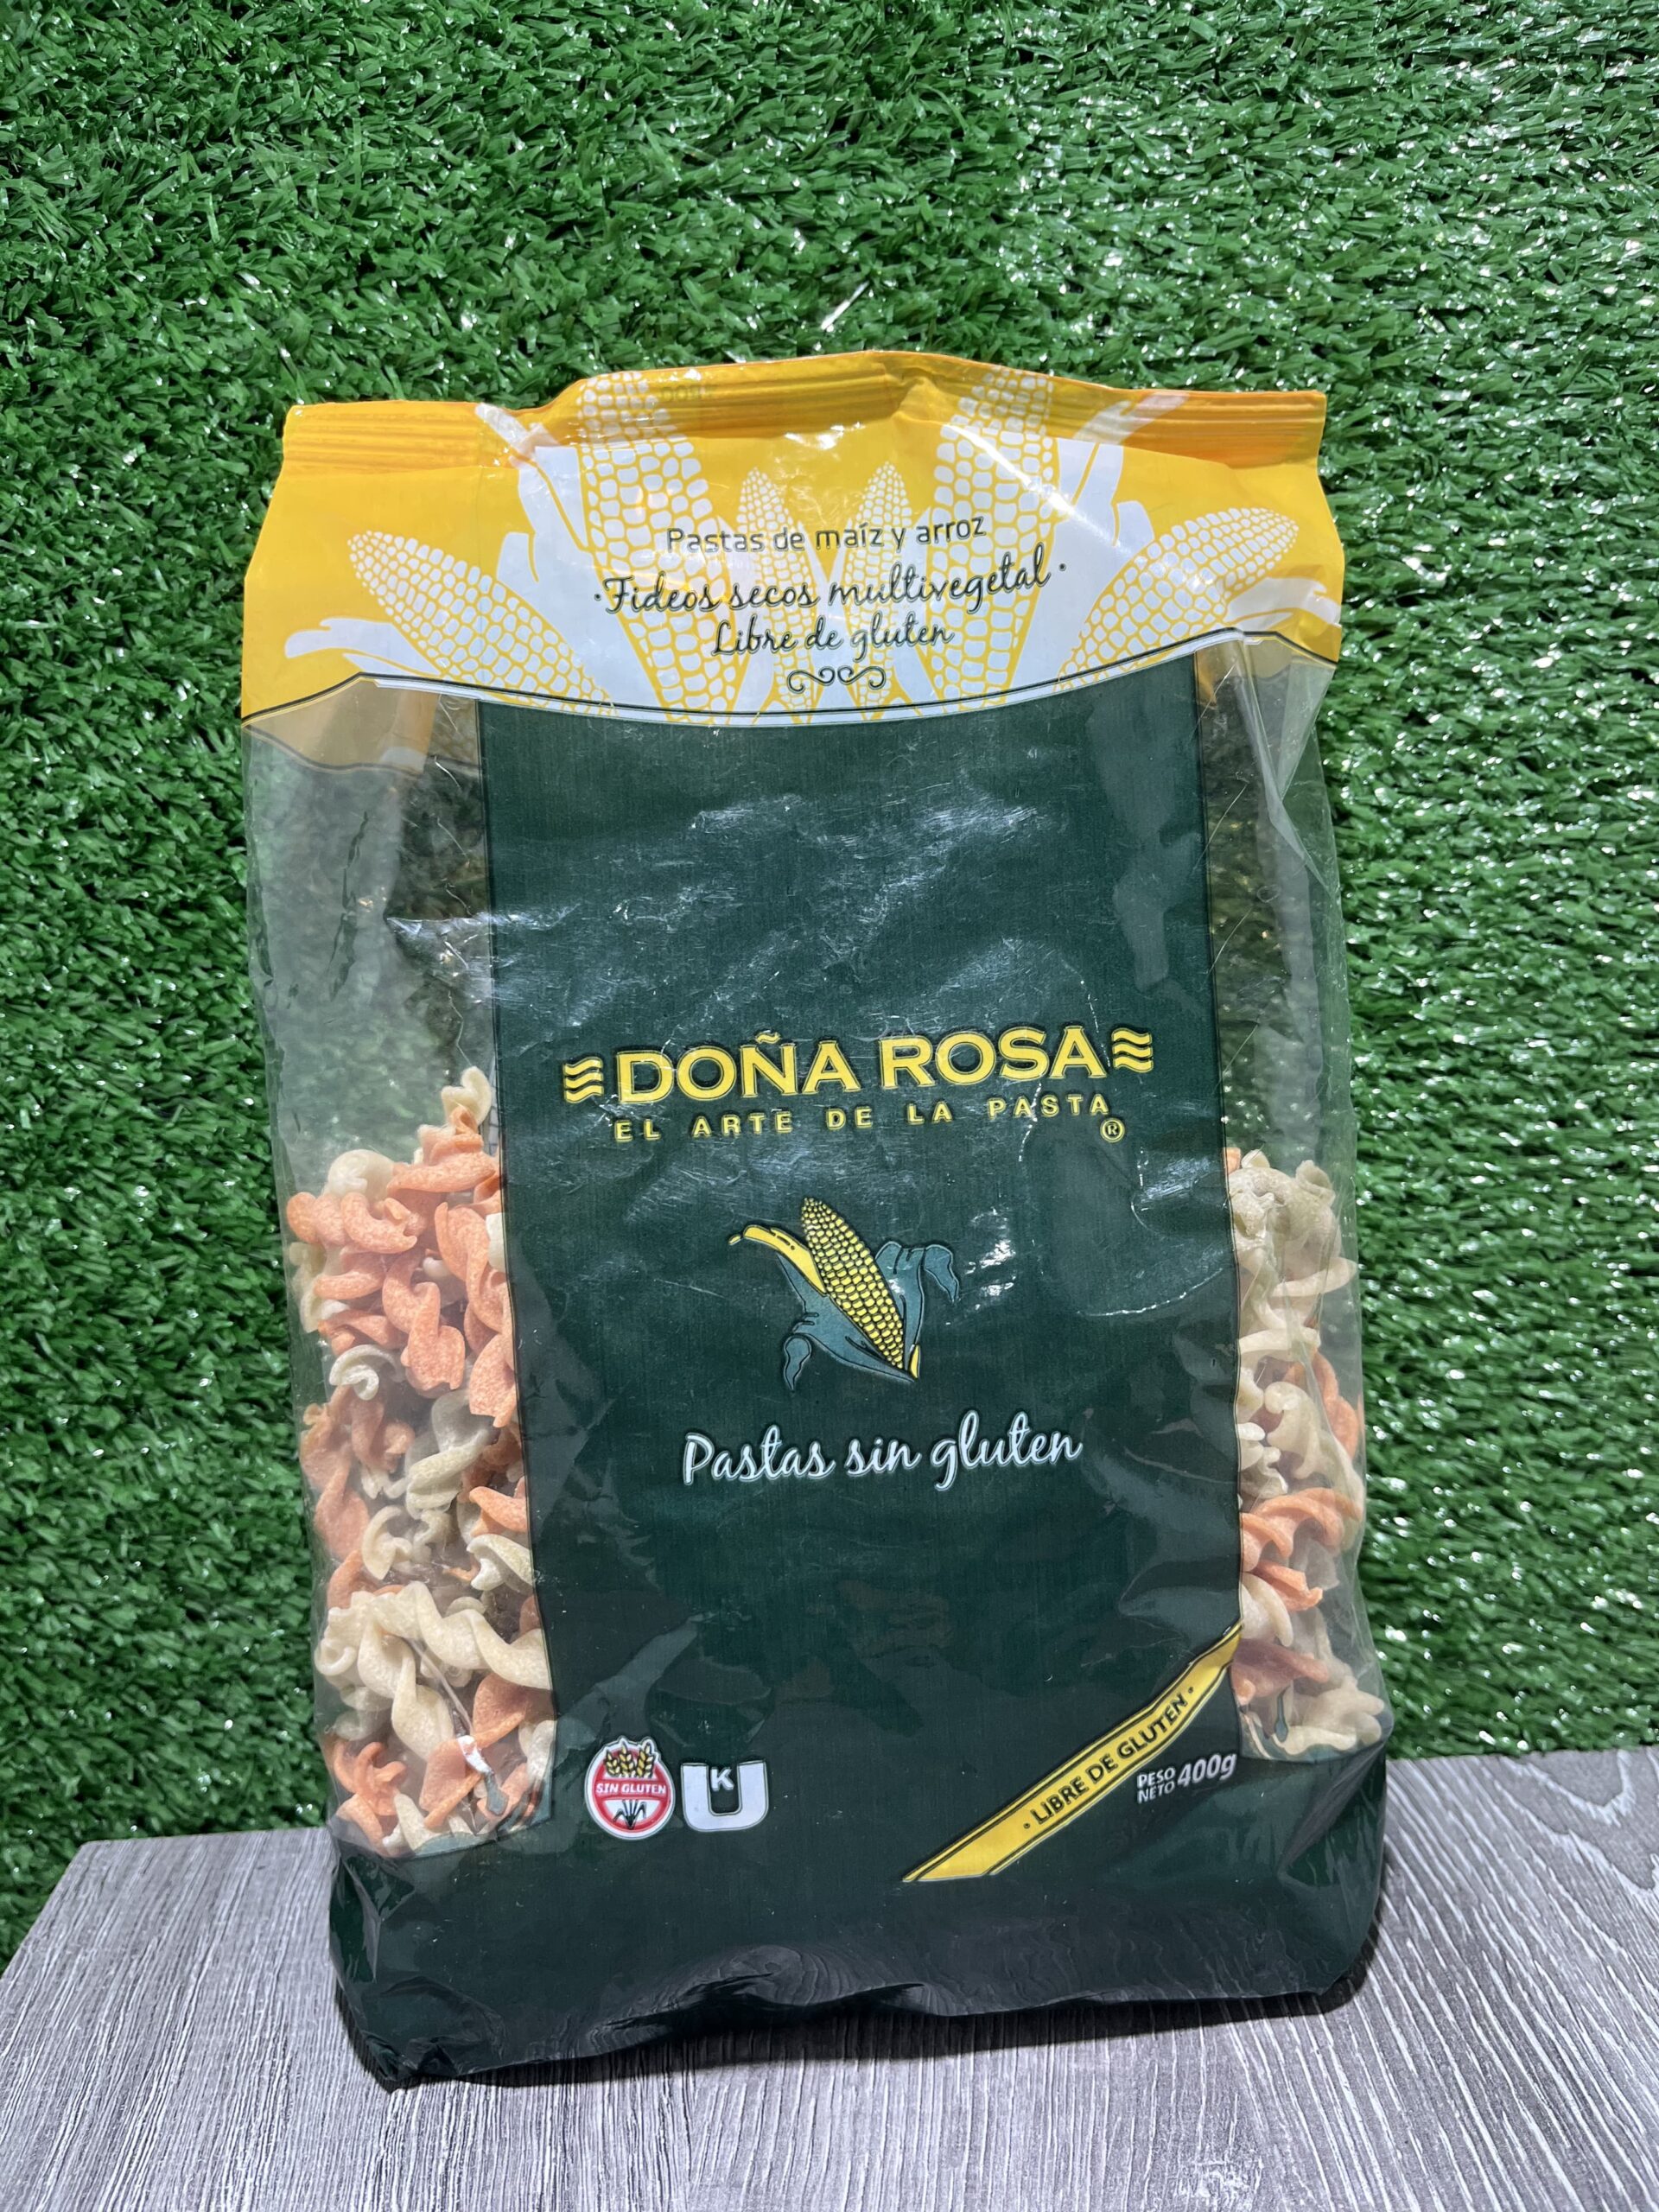 Pastas de maíz y arroz
·Fideos secos multivegetal·
Libre de gluten
DOÑA ROSA
EL ARTE DE LA PASTA
®
Pastas sin gluten
SIN GLUTEN
UK
· LIBRE DE GLUTEN ·
PESO NETO 400g